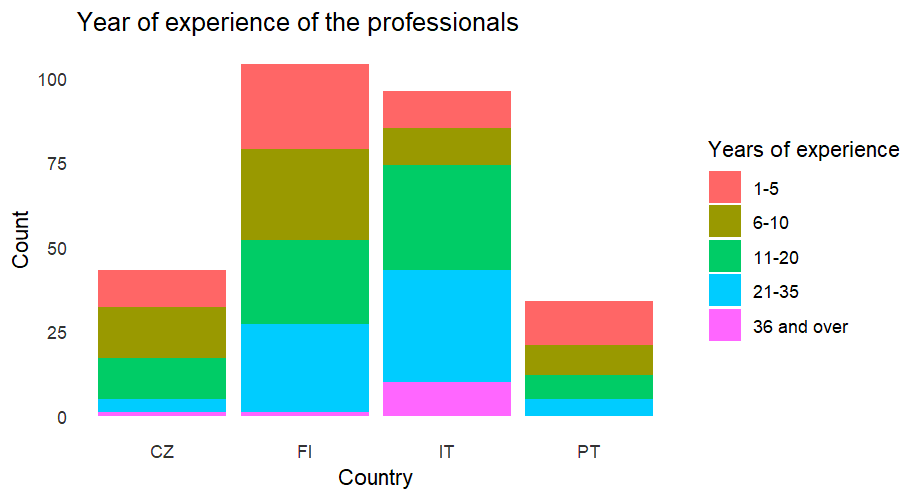 Year of experience of the professionals
100
75
50
25
0
Count
CZ
FI
IT
PT
Country
Years of experience
1-5
6-10
11-20
21-35
36 and over